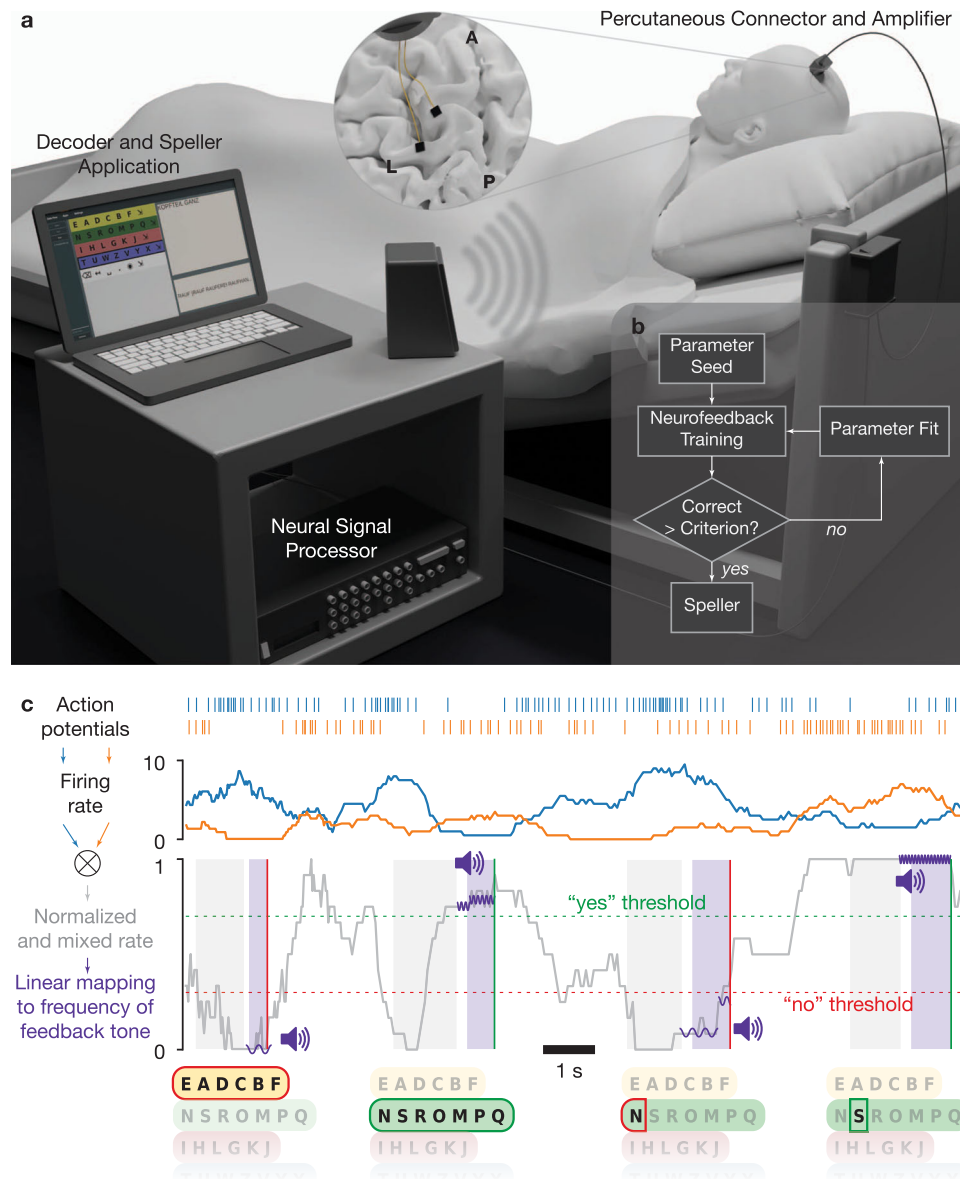 a
Percutaneous Connector and Amplifier
A
L
P
Decoder and Speller
Application
E A D C B F
N S R O M P Q
I H L G K J
T U W Z V Y X
KOPFTEIL GANZ
b
Parameter
Seed
Neurofeedback
Training
Parameter Fit
Correct
> Criterion?
no
yes
Speller
Neural Signal
Processor
c
Action
potentials
Firing
rate
10
0
Normalized
and mixed rate
Linear mapping
to frequency of
feedback tone
1
0
"yes" threshold
"no" threshold
1 s
E A D C B F
N S R O M P Q
I H L G K J
E A D C B F
N S R O M P Q
I H L G K J
E A D C B F
N S R O M P Q
I H L G K J
E A D C B F
N S R O M P Q
I H L G K J